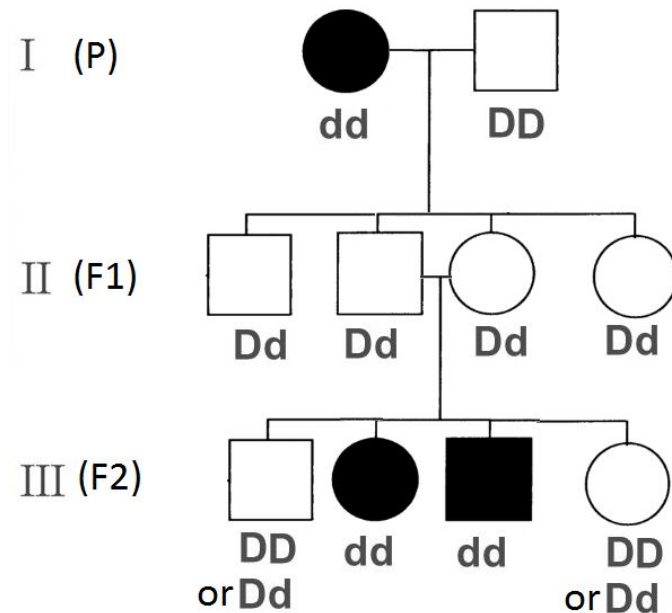 I (P)
dd DD
II (F1)
Dd Dd Dd Dd
III (F2)
DD dd dd DD
or Dd or Dd